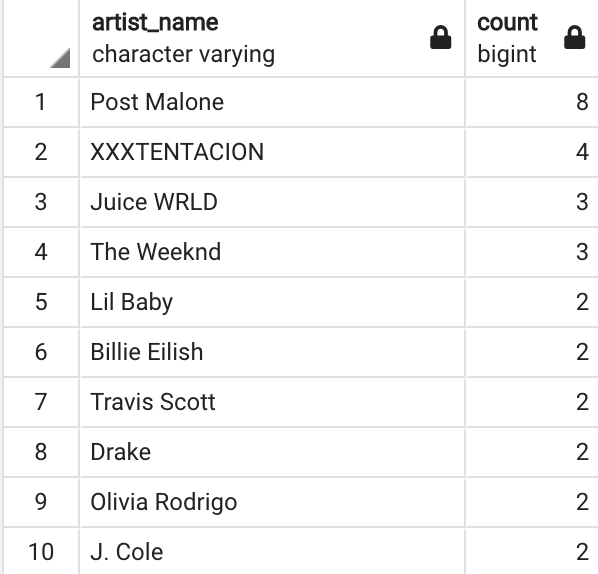 artist_name count
character varying bigint
1 Post Malone 8
2 XXXTENTACION 4
3 Juice WRLD 3
4 The Weeknd 3
5 Lil Baby 2
6 Billie Eilish 2
7 Travis Scott 2
8 Drake 2
9 Olivia Rodrigo 2
10 J. Cole 2